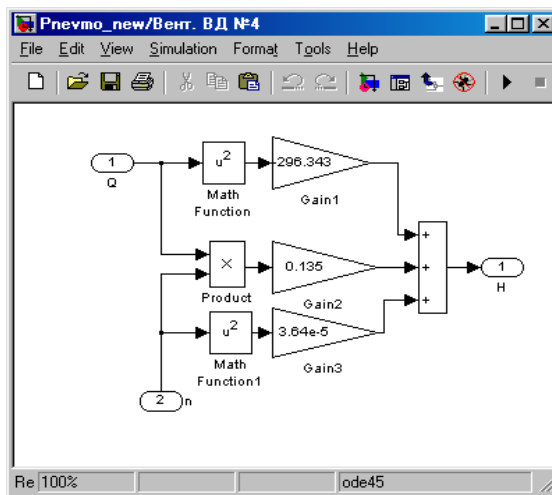 Pnevmo_new/Вент. ВД №4
File Edit View Simulation Format Tools Help
1
Q
u2
Math
Function
-296.343
Gain1
×
Product
0.135
Gain2
+
+
+
1
H
u2
Math
Function1
3.64e-5
Gain3
2
n
Re 100% ode45